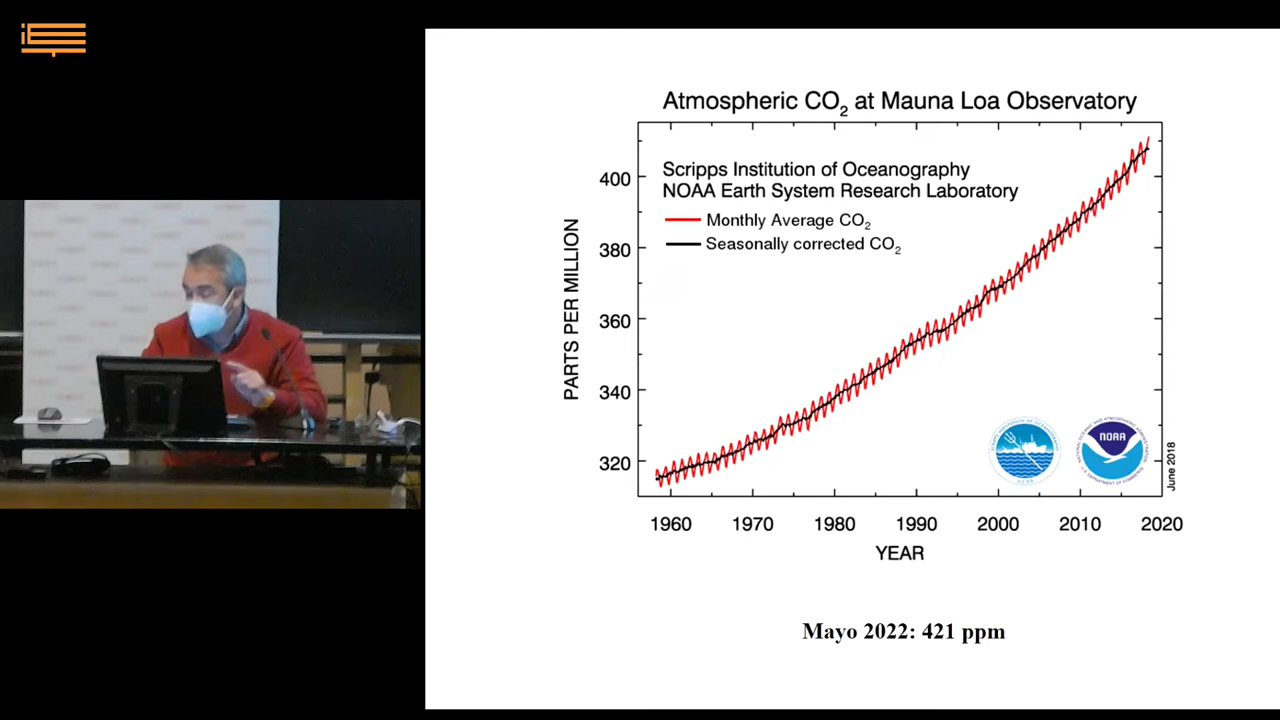 Atmospheric CO₂ at Mauna Loa Observatory
Scripps Institution of Oceanography
NOAA Earth System Research Laboratory
Monthly Average CO₂
Seasonally corrected CO₂
PARTS PER MILLION
400
380
360
340
320
1960 1970 1980 1990 2000 2010 2020
YEAR
NOAA
June 2018
Mayo 2022: 421 ppm